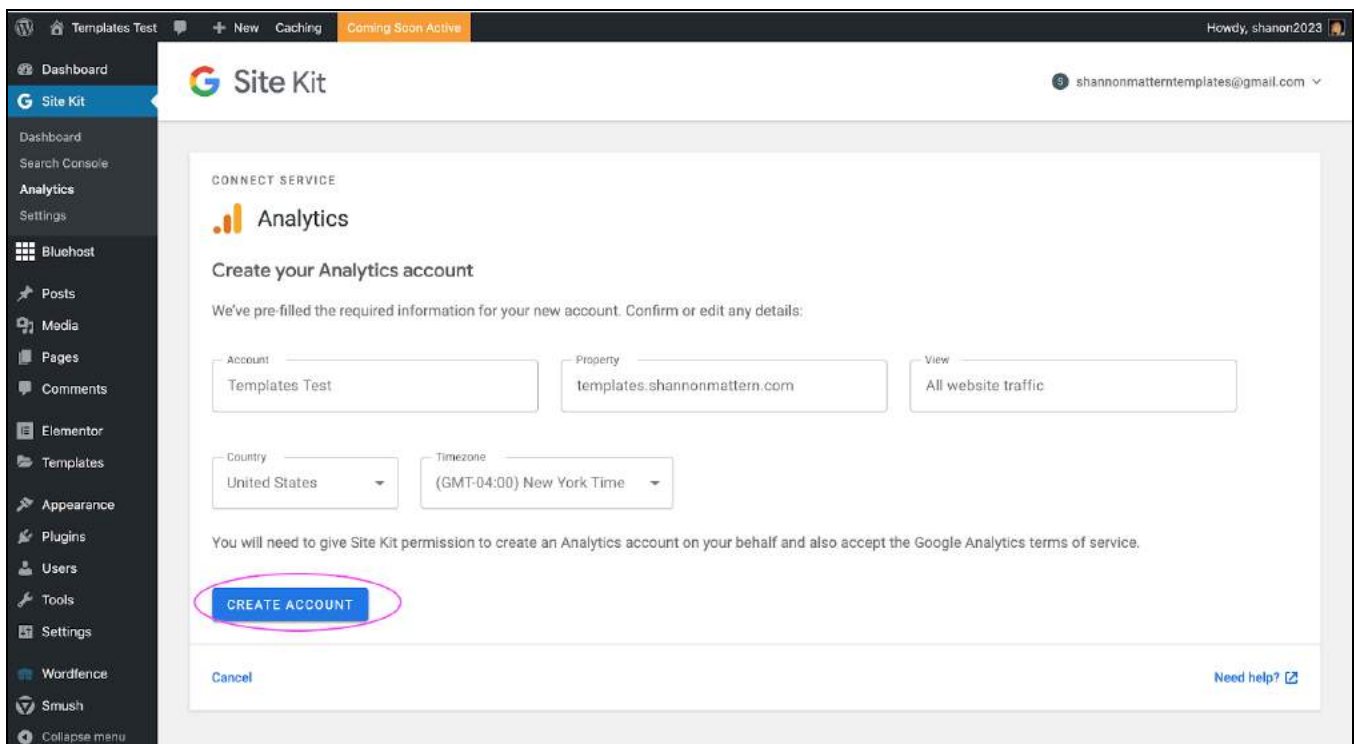 Templates Test + New Caching Coming Soon Active Howdy, shanon2023
Dashboard
Site Kit
Dashboard
Search Console
Analytics
Settings
Bluehost
Posts
Media
Pages
Comments
Elementor
Templates
Appearance
Plugins
Users
Tools
Settings
Wordfence
Smush
Collapse menu
G Site Kit
S shannonmatterntemplates@gmail.com
CONNECT SERVICE
Analytics
Create your Analytics account
We've pre-filled the required information for your new account. Confirm or edit any details:
Account Property View
Templates Test templates.shannonmattern.com All website traffic
Country Timezone
United States (GMT-04:00) New York Time
You will need to give Site Kit permission to create an Analytics account on your behalf and also accept the Google Analytics terms of service.
CREATE ACCOUNT
Cancel Need help?